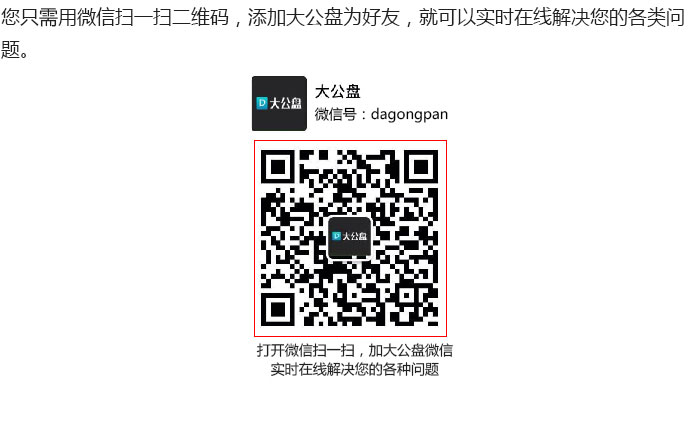 您只需用微信扫一扫二维码，添加大公盘为好友，就可以实时在线解决您的各类问
题。
D 大公盘
大公盘
微信号：dagongpan
D 大公盘
打开微信扫一扫，加大公盘微信
实时在线解决您的各种问题